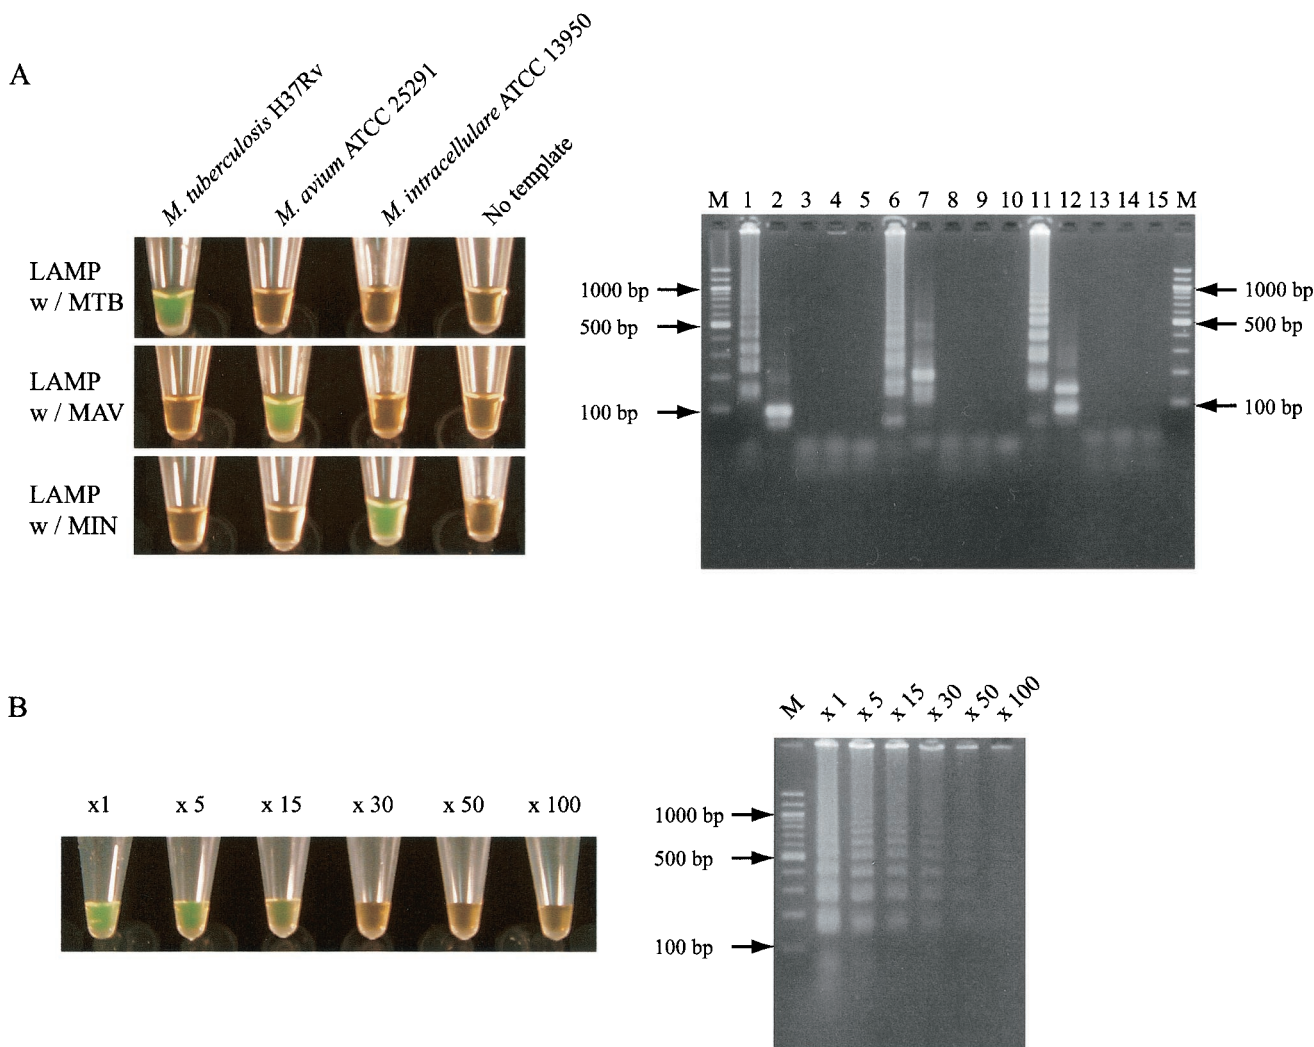 A
M. tuberculosis H37Rv
M. avium ATCC 25291
M. intracellulare ATCC 13950
No template
LAMP
w / MTB
LAMP
w / MAV
LAMP
w / MIN
M 1 2 3 4 5 6 7 8 9 10 11 12 13 14 15 M
1000 bp
500 bp
100 bp
1000 bp
500 bp
100 bp
B
x1 x 5 x 15 x 30 x 50 x 100
M x 1 x 5 x 15 x 30 x 50 x 100
1000 bp
500 bp
100 bp